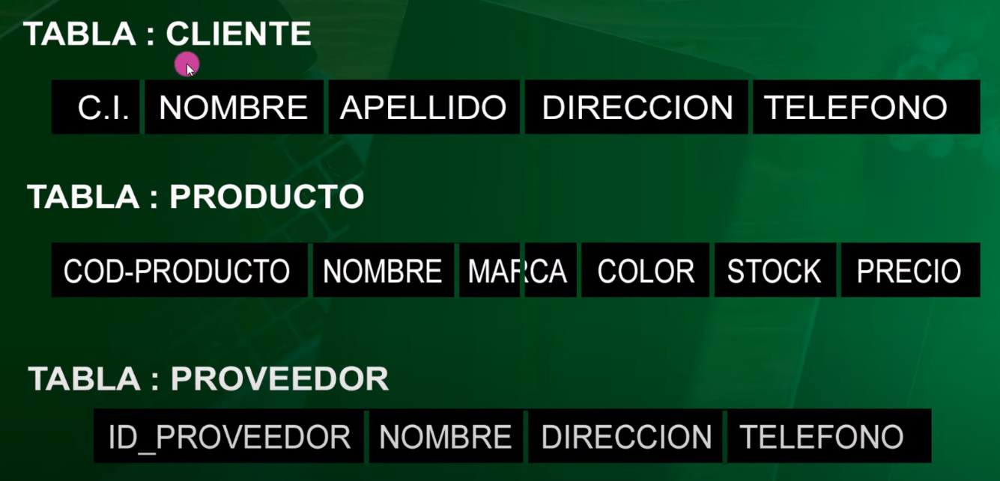 TABLA : CLIENTE
C.I. NOMBRE APELLIDO DIRECCION TELEFONO
TABLA : PRODUCTO
COD-PRODUCTO NOMBRE MARCA COLOR STOCK PRECIO
TABLA : PROVEEDOR
ID_PROVEEDOR NOMBRE DIRECCION TELEFONO